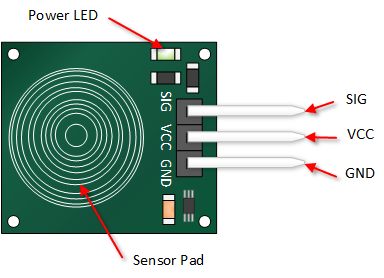 Power LED
SIG
VCC
GND
SIG
VCC
GND
Sensor Pad